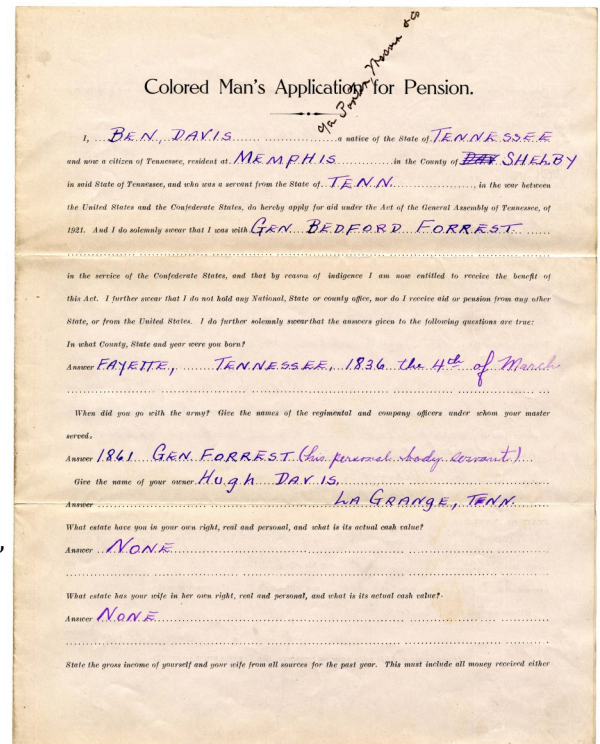 c/o Porter,
Colored Man's Application for Pension.
I, BEN, DAVIS a native of the State of TENNESSEE
and now a citizen of Tennessee, resident at MEMPHIS in the County of SHELBY
in said State of Tennessee, and who was a servant from the State of TENN. , in the war between
the United States and the Confederate States, do hereby apply for aid under the Act of the General Assembly of Tennessee, of
1921. And I do solemnly swear that I was with GEN BEDFORD FORREST
in the service of the Confederate States, and that by reason of indigence I am now entitled to receive the benefit of
this Act. I further swear that I do not hold any National, State or county office, nor do I receive aid or pension from any other
State, or from the United States. I do further solemnly swear that the answers given to the following questions are true:
In what County, State and year were you born?
Answer FAYETTE, TENNESSEE, 1836 the 4th of March
When did you go with the army? Give the names of the regimental and company officers under whom your master
served.
Answer 1861 GEN FORREST (his personal body servant)
Give the name of your owner Hugh DAVIS,
Answer LA GRANGE, TENN.
What estate have you in your own right, real and personal, and what is its actual cash value?
Answer NONE
What estate has your wife in her own right, real and personal, and what is its actual cash value?
Answer NONE
State the gross income of yourself and your wife from all sources for the past year. This must include all money received either